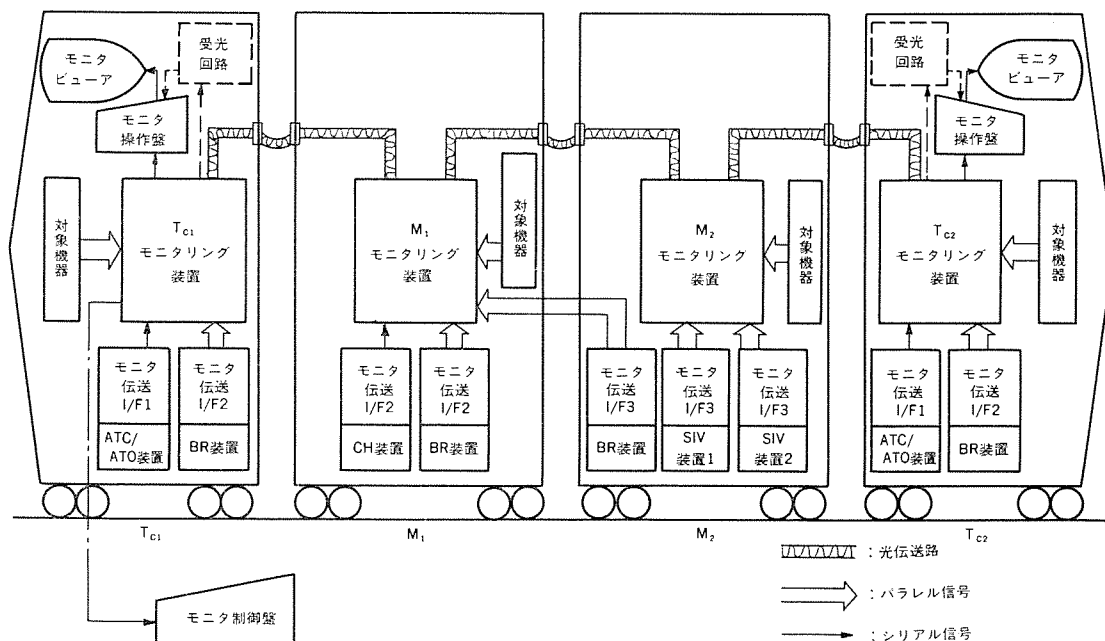 モニタ
ビューア
受光
回路
モニタ
操作盤
対象機器
TC1
モニタリング
装置
モニタ
伝送
I/F1
ATC/
ATO装置
モニタ
伝送
I/F2
BR装置
M1
モニタリング
装置
対象機器
モニタ
伝送
I/F2
CH装置
モニタ
伝送
I/F2
BR装置
M2
モニタリング
装置
対象機器
モニタ
伝送
I/F3
BR装置
モニタ
伝送
I/F3
SIV
装置1
モニタ
伝送
I/F3
SIV
装置2
受光
回路
モニタ
ビューア
モニタ
操作盤
TC2
モニタリング
装置
対象機器
モニタ
伝送
I/F1
ATC/
ATO装置
モニタ
伝送
I/F2
BR装置
TC1
M1
M2
TC2
モニタ制御盤
:光伝送路
:パラレル信号
:シリアル信号